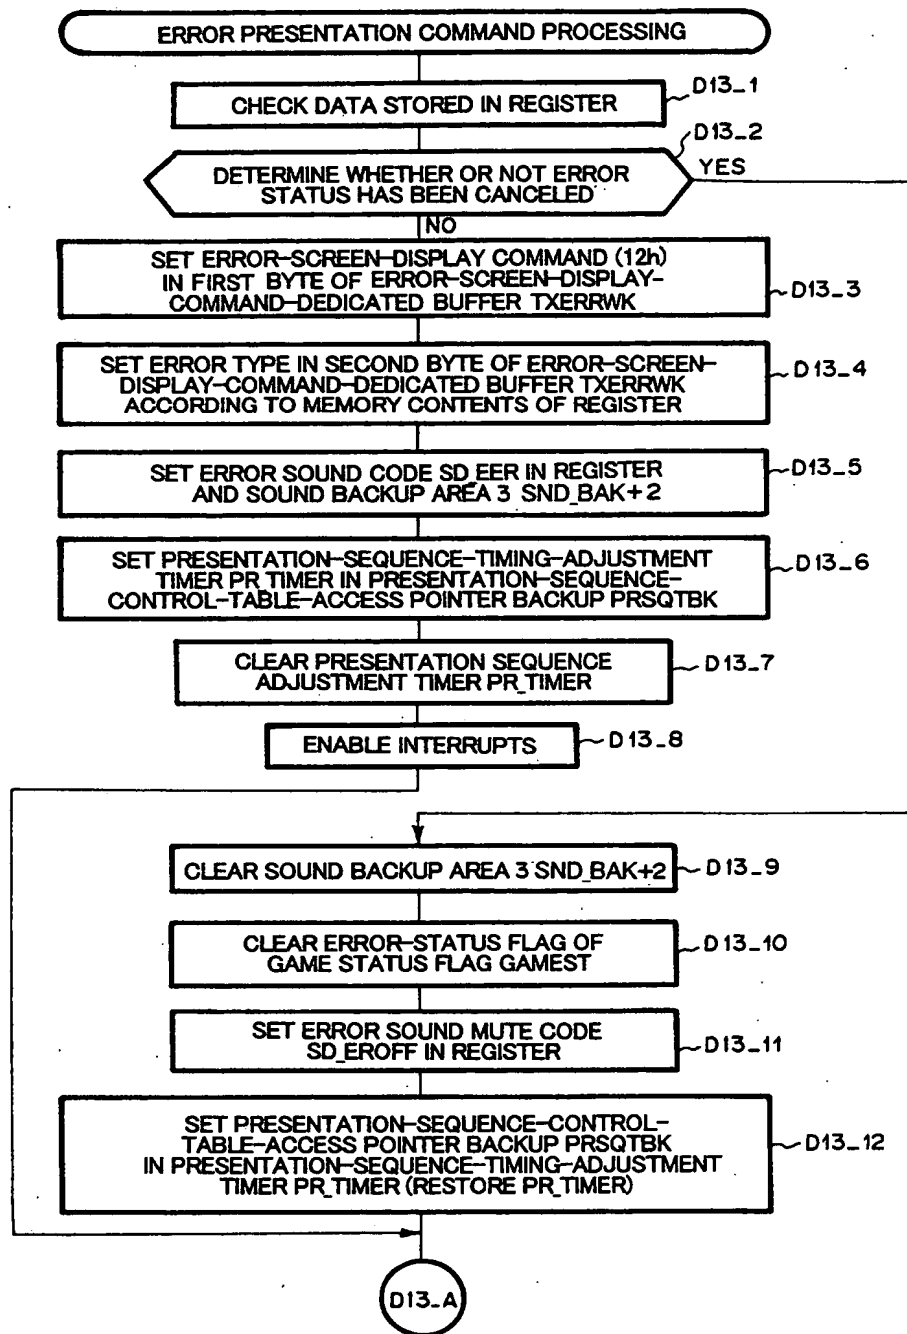 ERROR PRESENTATION COMMAND PROCESSING
D13_1
CHECK DATA STORED IN REGISTER
D13_2
DETERMINE WHETHER OR NOT ERROR
STATUS HAS BEEN CANCELED
YES
NO
SET ERROR-SCREEN-DISPLAY COMMAND (12h)
IN FIRST BYTE OF ERROR-SCREEN-DISPLAY-
COMMAND-DEDICATED BUFFER TXERRWK
D13_3
SET ERROR TYPE IN SECOND BYTE OF ERROR-SCREEN-
DISPLAY-COMMAND-DEDICATED BUFFER TXERRWK
ACCORDING TO MEMORY CONTENTS OF REGISTER
D13_4
SET ERROR SOUND CODE SD_EER IN REGISTER
AND SOUND BACKUP AREA 3 SND_BAK+2
D13_5
SET PRESENTATION-SEQUENCE-TIMING-ADJUSTMENT
TIMER PR_TIMER IN PRESENTATION-SEQUENCE-
CONTROL-TABLE-ACCESS POINTER BACKUP PRSQTBK
D13_6
CLEAR PRESENTATION SEQUENCE
ADJUSTMENT TIMER PR_TIMER
D13_7
ENABLE INTERRUPTS
D13_8
CLEAR SOUND BACKUP AREA 3 SND_BAK+2
D13_9
CLEAR ERROR-STATUS FLAG OF
GAME STATUS FLAG GAMEST
D13_10
SET ERROR SOUND MUTE CODE
SD_EROFF IN REGISTER
D13_11
SET PRESENTATION-SEQUENCE-CONTROL-
TABLE-ACCESS POINTER BACKUP PRSQTBK
IN PRESENTATION-SEQUENCE-TIMING-ADJUSTMENT
TIMER PR_TIMER (RESTORE PR_TIMER)
D13_12
D13_A